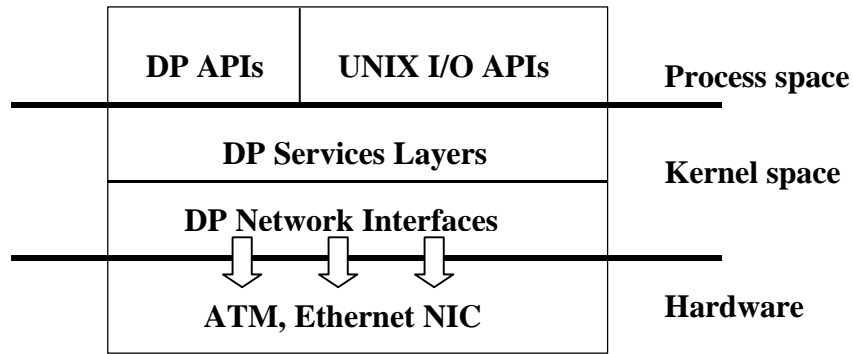 DP APIs
UNIX I/O APIs
Process space
DP Services Layers
Kernel space
DP Network Interfaces
ATM, Ethernet NIC
Hardware